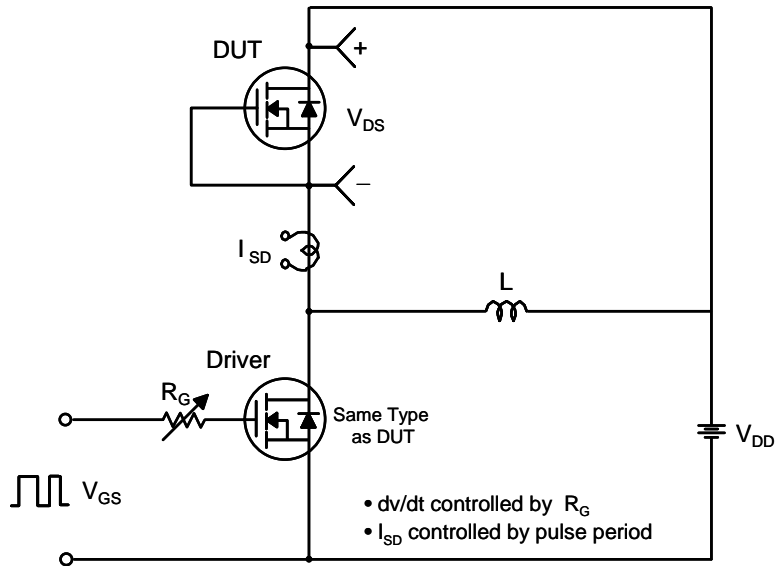 DUT
+
V_DS
−
I_SD
L
Driver
R_G
Same Type
as DUT
V_DD
V_GS
• dv/dt controlled by R_G
• I_SD controlled by pulse period